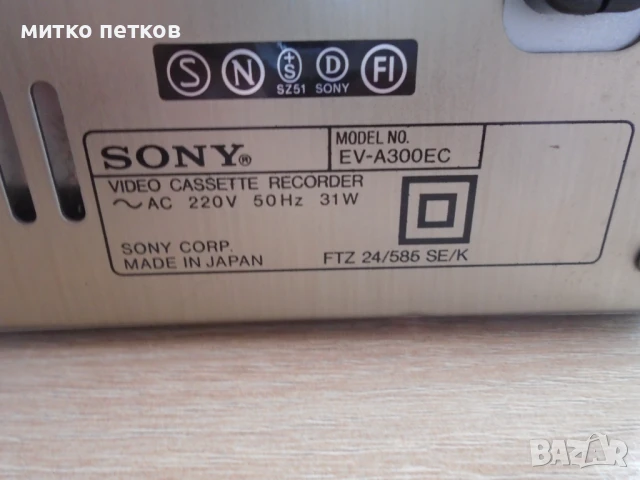 митко петков
S N +S D FI
SZ51 SONY
SONY®
MODEL NO.
EV-A300EC
VIDEO CASSETTE RECORDER
~ AC 220V 50Hz 31W
SONY CORP.
MADE IN JAPAN
FTZ 24/585 SE/K
BAZAR